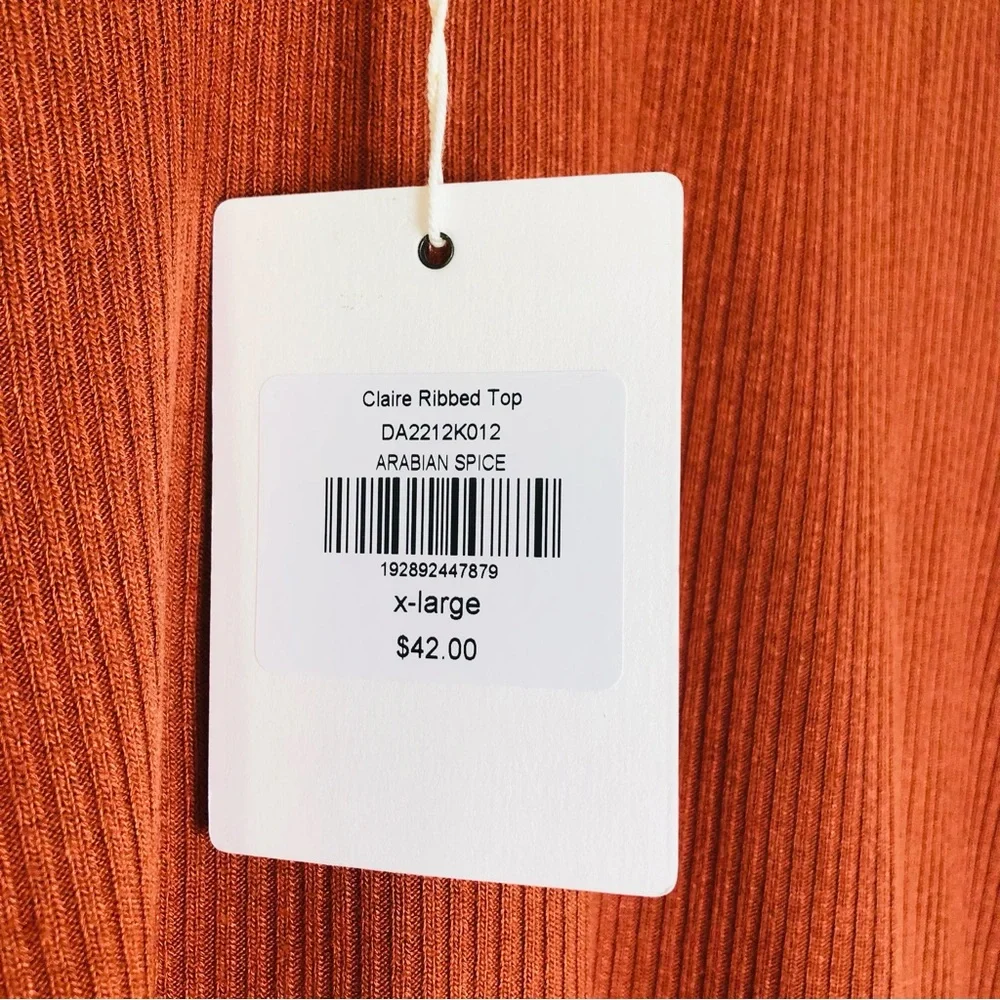 Claire Ribbed Top
DA2212K012
ARABIAN SPICE
192892447879
x-large
$42.00